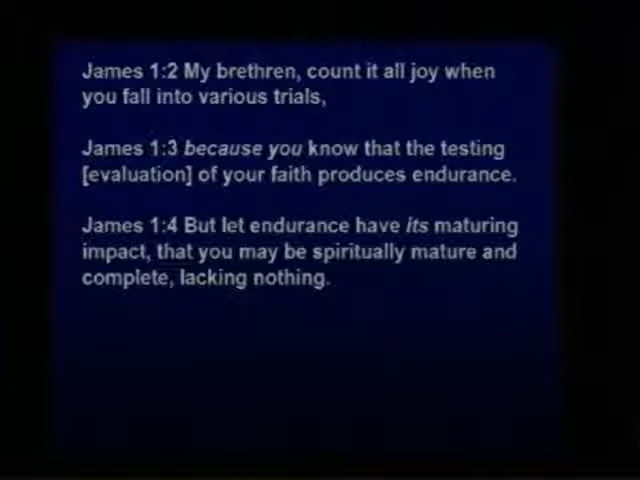 James 1:2 My brethren, count it all joy when
you fall into various trials,
James 1:3 because you know that the testing
[evaluation] of your faith produces endurance.
James 1:4 But let endurance have its maturing
impact, that you may be spiritually mature and
complete, lacking nothing.